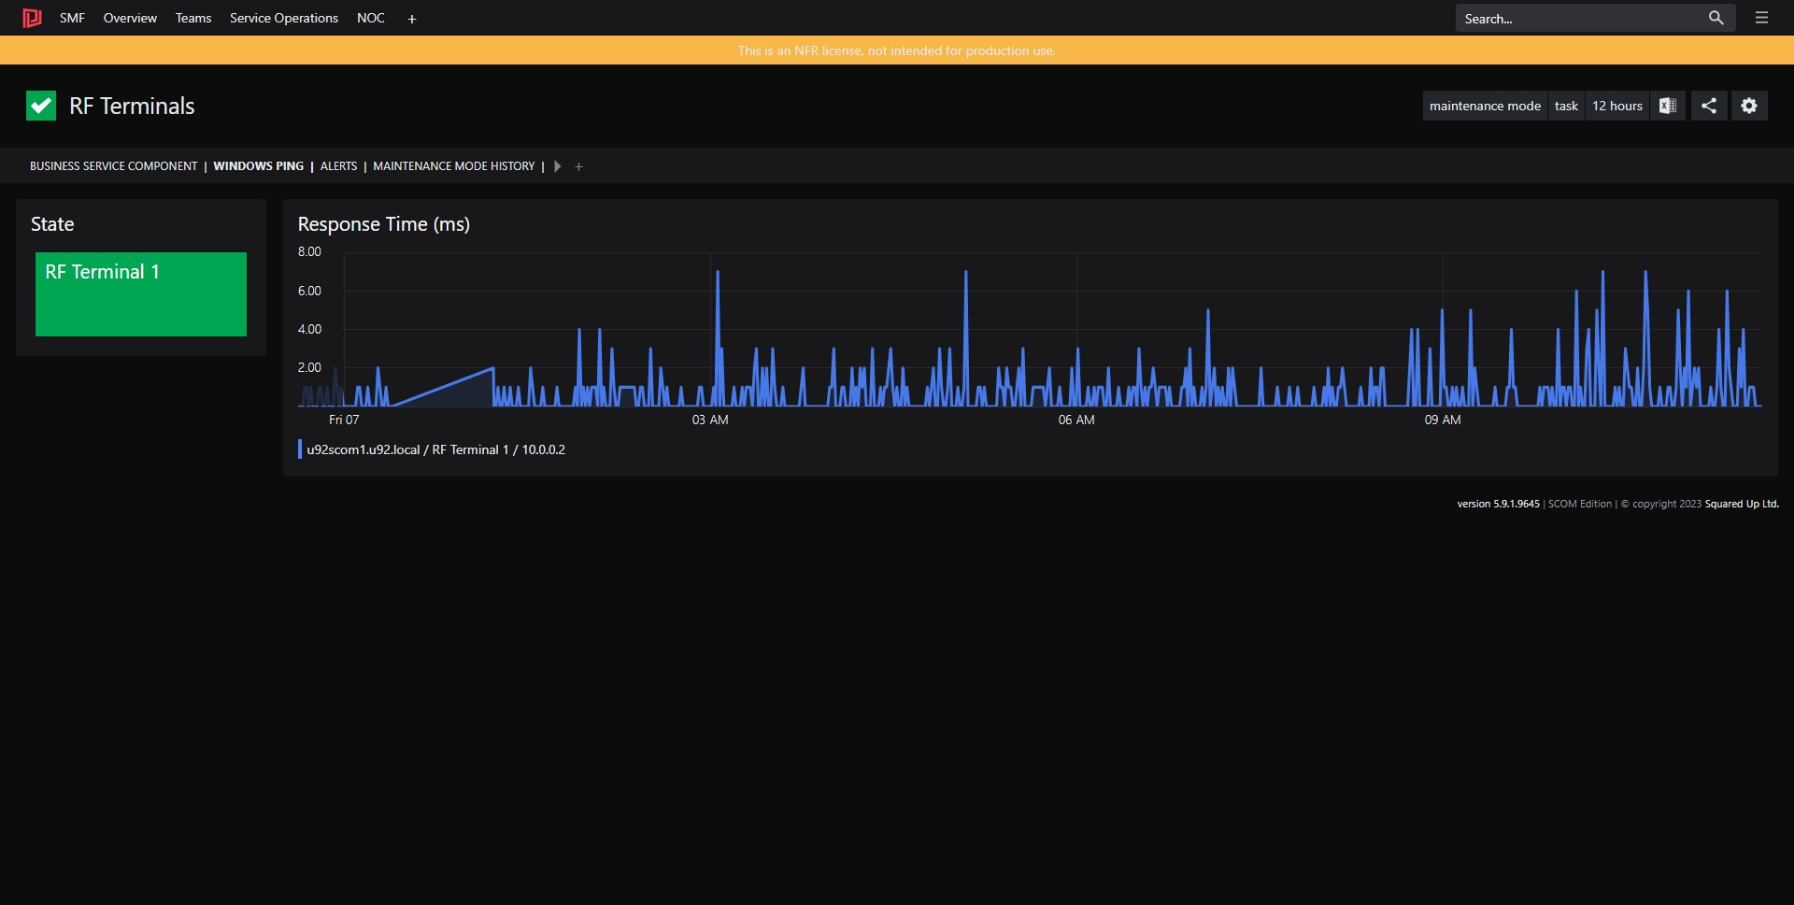 SMF Overview Teams Service Operations NOC +
Search...
This is an NFR license, not intended for production use.
RF Terminals
maintenance mode task 12 hours
BUSINESS SERVICE COMPONENT | WINDOWS PING | ALERTS | MAINTENANCE MODE HISTORY | +
State
RF Terminal 1
Response Time (ms)
8.00
6.00
4.00
2.00
Fri 07 03 AM 06 AM 09 AM
u92scom1.u92.local / RF Terminal 1 / 10.0.0.2
version 5.9.1.9645 | SCOM Edition | © copyright 2023 Squared Up Ltd.